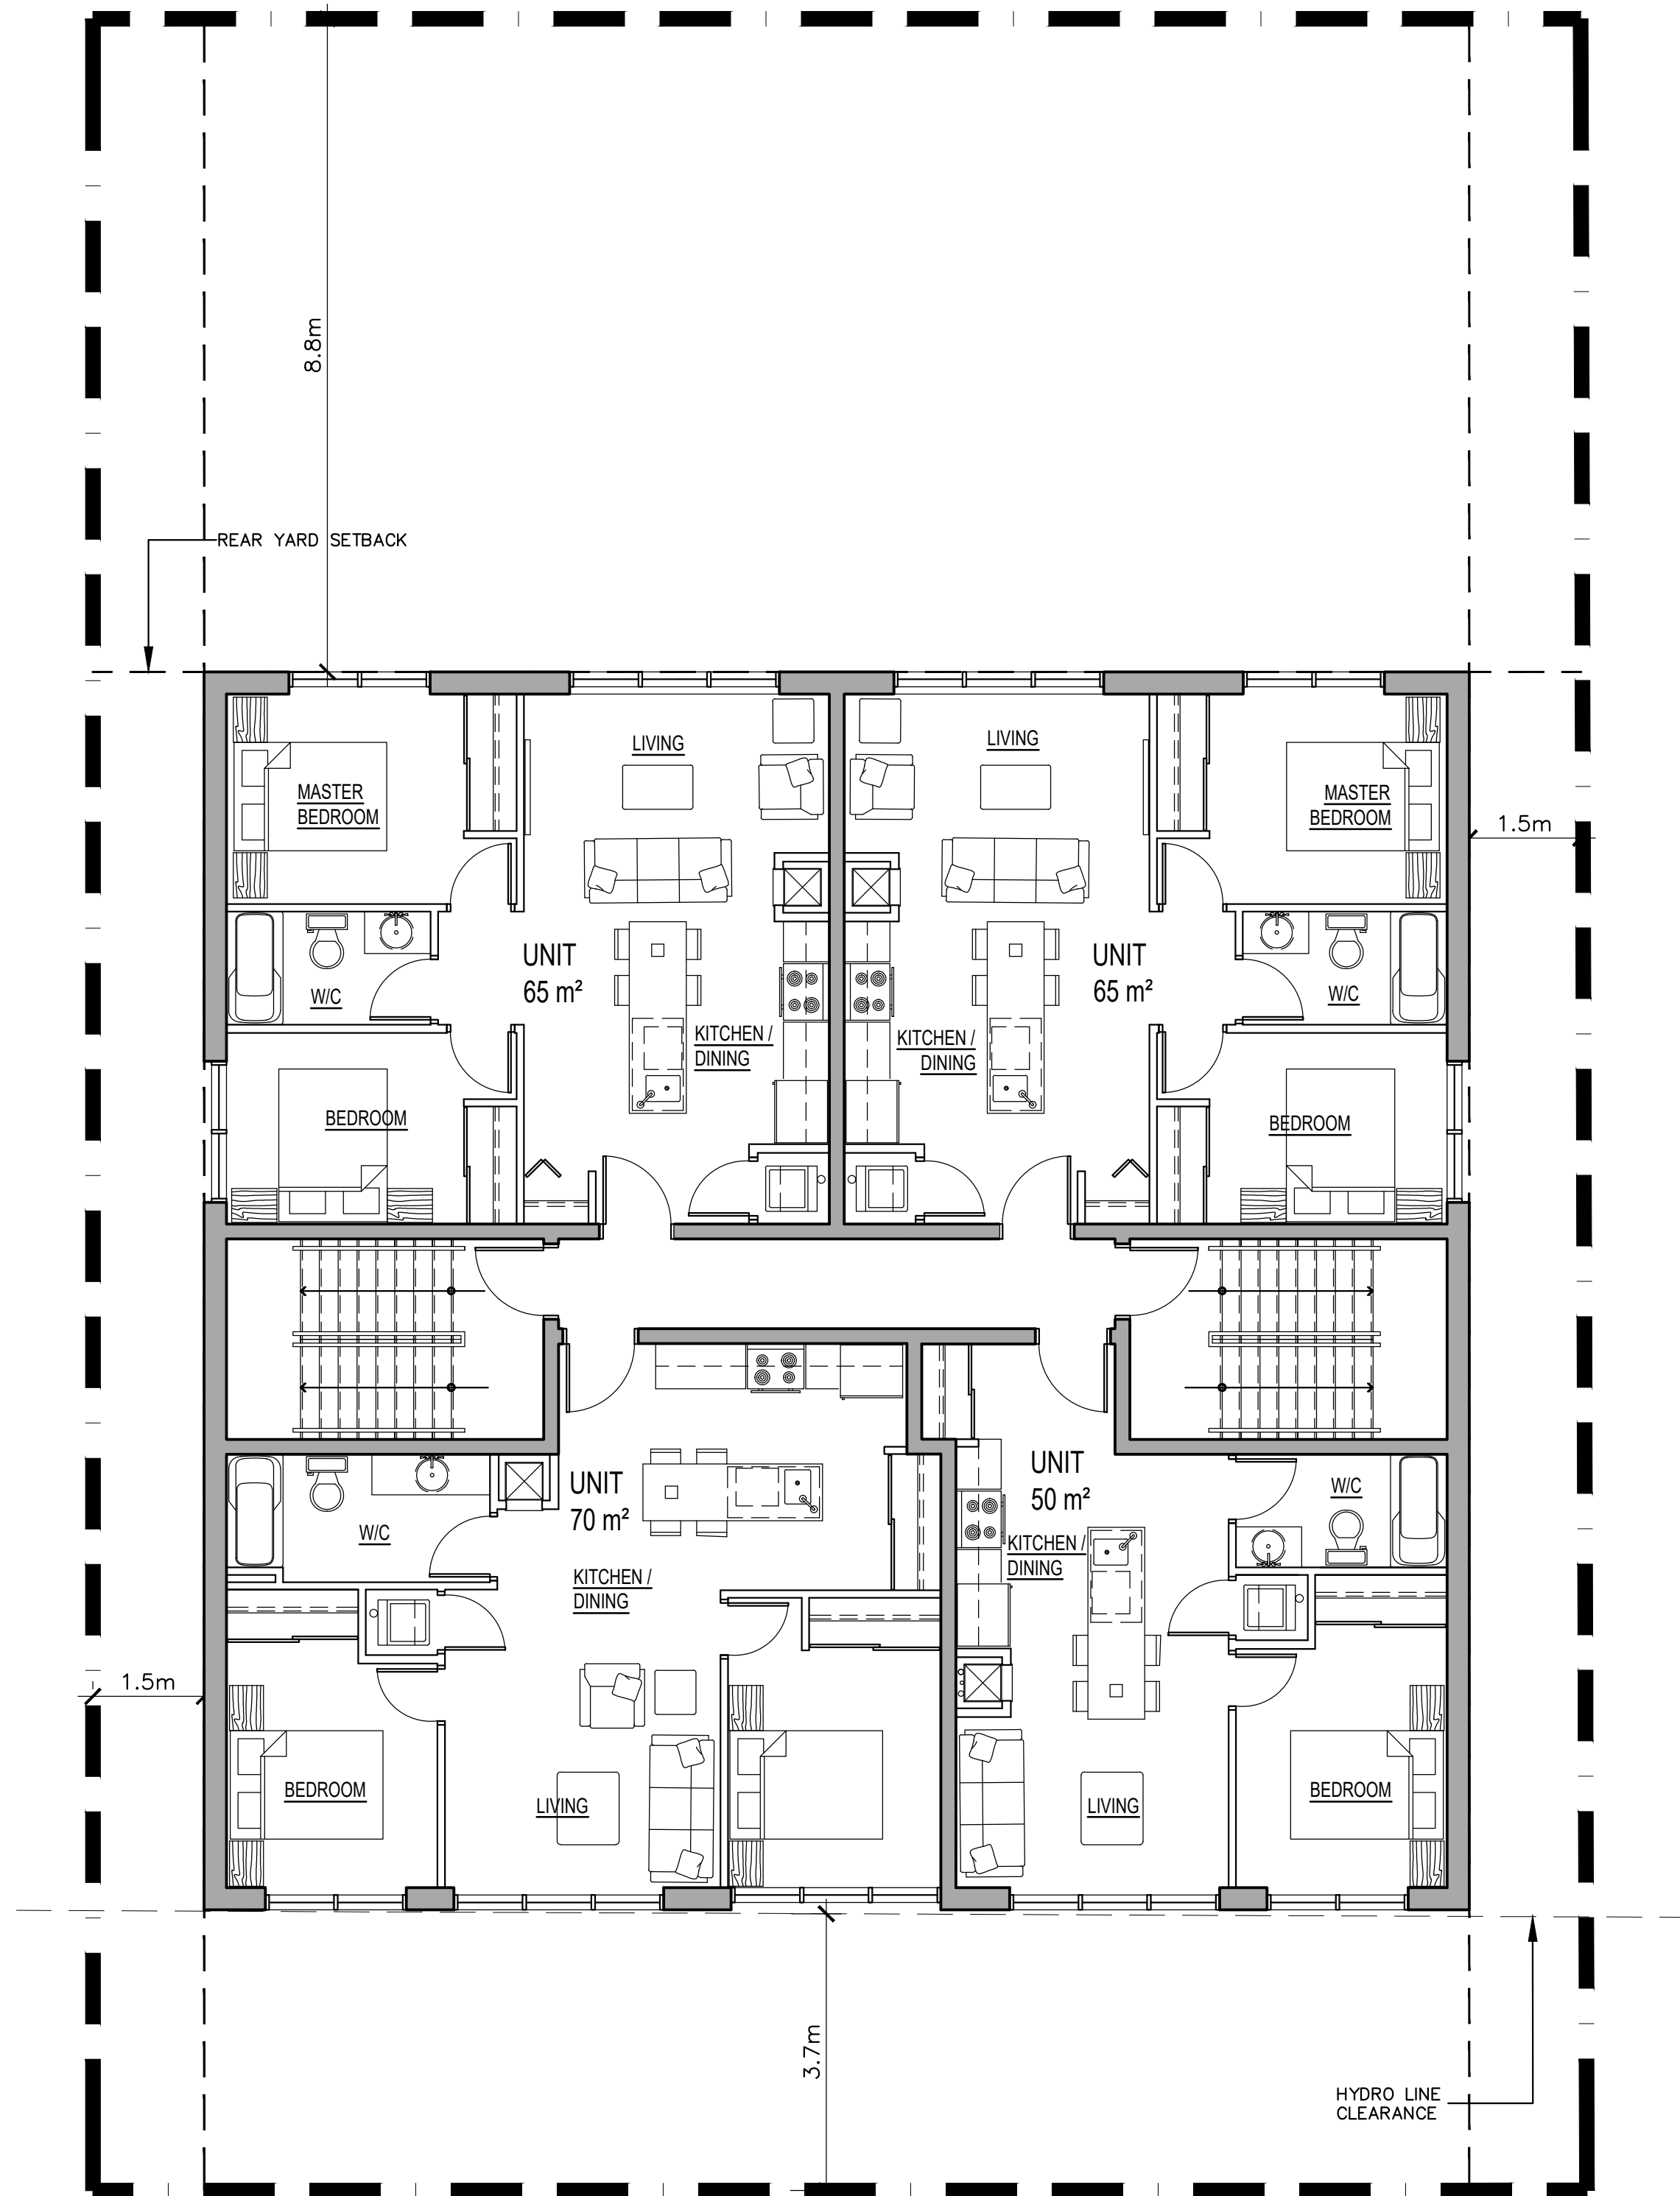 8.8m
REAR YARD SETBACK
LIVING
LIVING
MASTER
BEDROOM
MASTER
BEDROOM
1.5m
UNIT
65 m²
UNIT
65 m²
W/C
W/C
KITCHEN /
DINING
KITCHEN /
DINING
BEDROOM
BEDROOM
UNIT
70 m²
UNIT
50 m²
W/C
W/C
KITCHEN /
DINING
KITCHEN /
DINING
1.5m
BEDROOM
LIVING
LIVING
BEDROOM
3.7m
HYDRO LINE
CLEARANCE